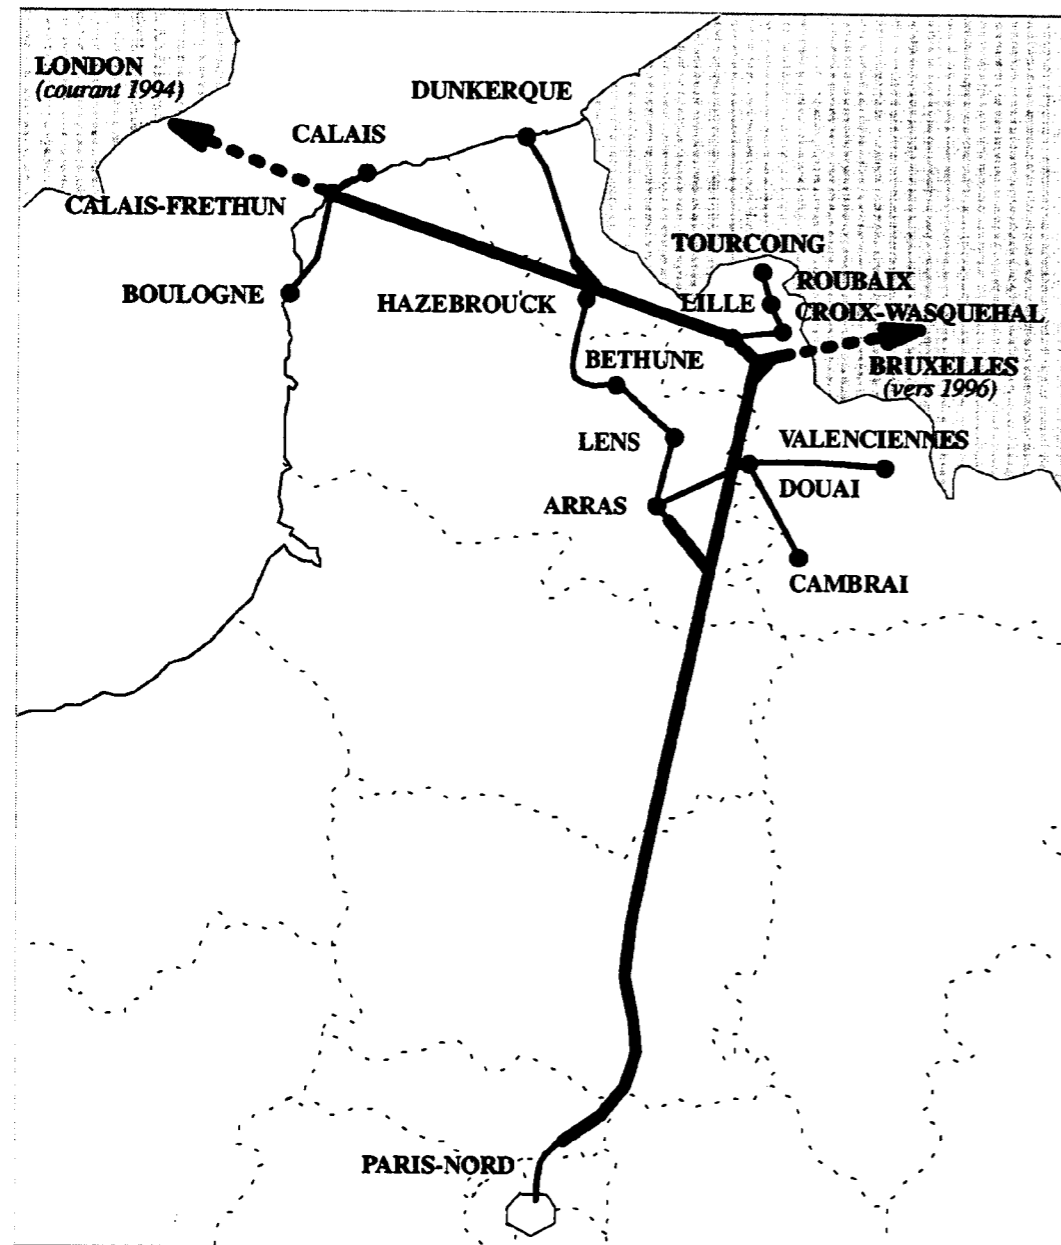 LONDON
(courant 1994)
DUNKERQUE
CALAIS
CALAIS-FRETHUN
TOURCOING
ROUBAIX
BOULOGNE
HAZEBROUCK
LILLE
CROIX-WASQUEHAL
BETHUNE
BRUXELLES
(vers 1996)
LENS
VALENCIENNES
DOUAI
ARRAS
CAMBRAI
PARIS-NORD